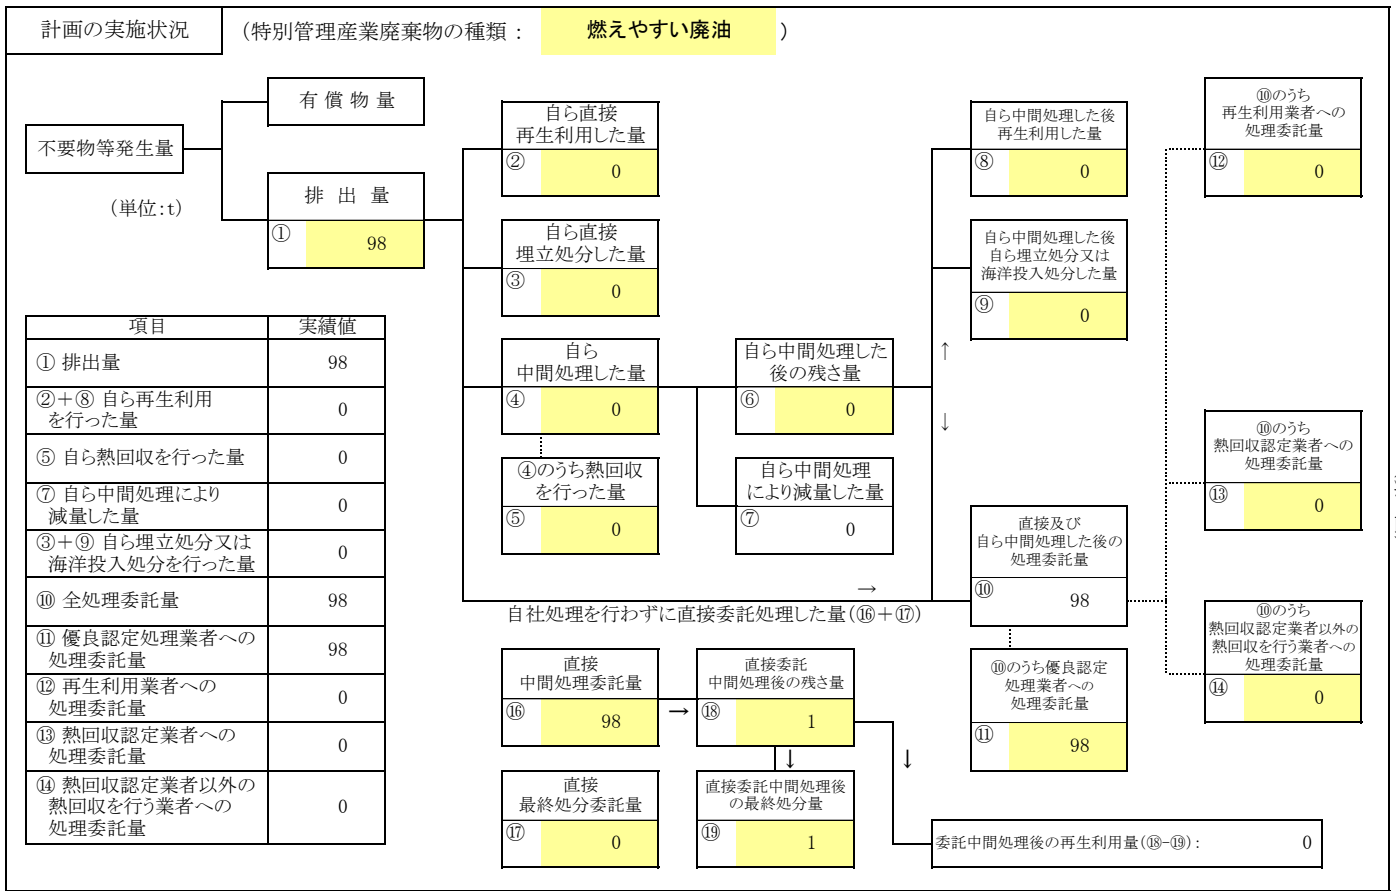 計画の実施状況
(特別管理産業廃棄物の種類:
燃えやすい廃油
)
不要物等発生量
(単位:t)
有 償 物 量
排 出 量
①
98
自ら直接
再生利用した量
②
0
自ら直接
埋立処分した量
③
0
自ら
中間処理した量
④
0
④のうち熱回収
を行った量
⑤
0
自ら中間処理した
後の残さ量
⑥
0
自ら中間処理
により減量した量
⑦
0
自ら中間処理した後
再生利用した量
⑧
0
自ら中間処理した後
自ら埋立処分又は
海洋投入処分した量
⑨
0
↑
↓
直接及び
自ら中間処理した後の
処理委託量
⑩
98
→
自社処理を行わずに直接委託処理した量(⑯+⑰)
⑩のうち優良認定
処理業者への
処理委託量
⑪
98
⑩のうち
再生利用業者への
処理委託量
⑫
0
⑩のうち
熱回収認定業者への
処理委託量
⑬
0
⑩のうち
熱回収認定業者以外の
熱回収を行う業者への
処理委託量
⑭
0
直接
中間処理委託量
⑯
98
→
直接委託
中間処理後の残さ量
⑱
1
↓
↓
直接
最終処分委託量
⑰
0
直接委託中間処理後
の最終処分量
⑲
1
委託中間処理後の再生利用量(⑱-⑲):
0
項目
実績値
① 排出量
98
②+⑧ 自ら再生利用
を行った量
0
⑤ 自ら熱回収を行った量
0
⑦ 自ら中間処理により
減量した量
0
③+⑨ 自ら埋立処分又は
海洋投入処分を行った量
0
⑩ 全処理委託量
98
⑪ 優良認定処理業者への
処理委託量
98
⑫ 再生利用業者への
処理委託量
0
⑬ 熱回収認定業者への
処理委託量
0
⑭ 熱回収認定業者以外の
熱回収を行う業者への
処理委託量
0